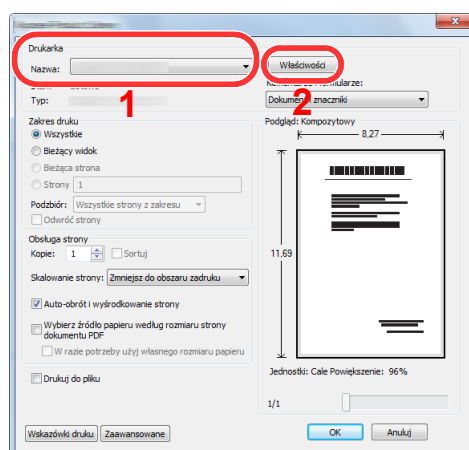 Drukarka
Nazwa:
Właściwości
1
2
Typ:
Dokument znaczniki
Zakres druku
Wszystkie
Bieżący widok
Bieżąca strona
Strony 1
Podzbiór: Wszystkie strony z zakresu
Odwróć strony
Obsługa strony
Kopie: 1 Sortuj
Skalowanie strony: Zmniejsz do obszaru zadruku
Auto-obrót i wyśrodkowanie strony
Wybierz źródło papieru według rozmiaru strony
dokumentu PDF
W razie potrzeby użyj własnego rozmiaru papieru
Drukuj do pliku
Podgląd: Kompozytowy
8,27
11,69
Jednostki: Cale Powiększenie: 96%
1/1
Wskazówki druku Zaawansowane
OK Anuluj